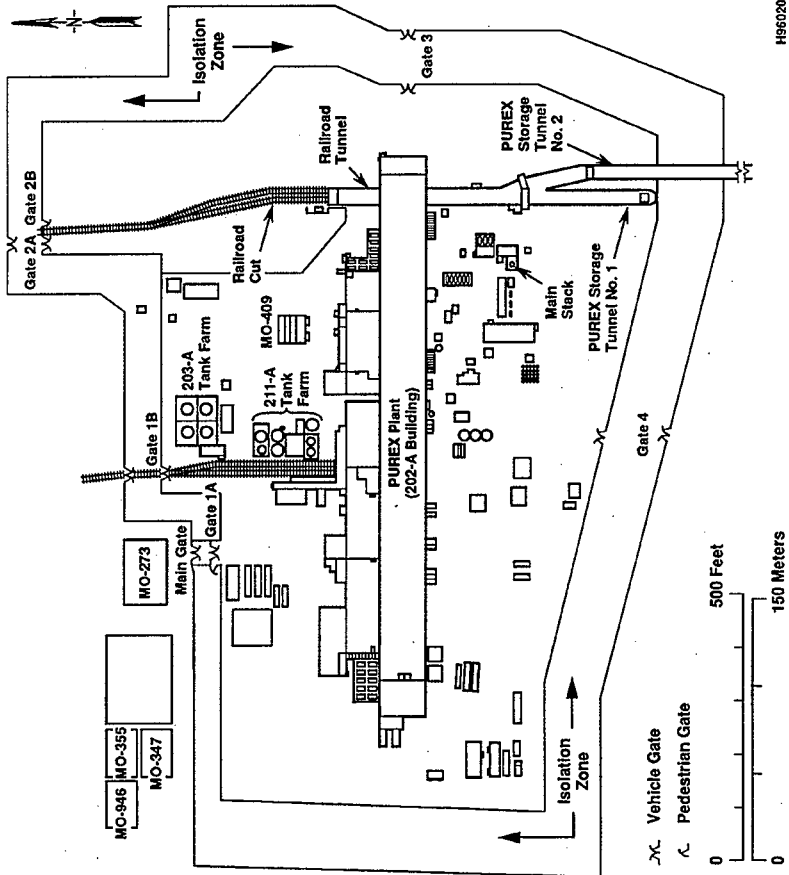 -N-
Gate 2A
Gate 2B
Isolation
Zone
Gate 3
Railroad
Tunnel
PUREX
Storage
Tunnel
No. 2
Railroad
Cut
203-A
Tank Farm
MO-409
211-A
Tank
Farm
Gate 1B
Gate 1A
Main Gate
MO-273
MO-355
MO-946
MO-347
PUREX Plant
(202-A Building)
Main
Stack
PUREX Storage
Tunnel No. 1
Gate 4
Isolation
Zone
Vehicle Gate
Pedestrian Gate
0
500 Feet
0
150 Meters